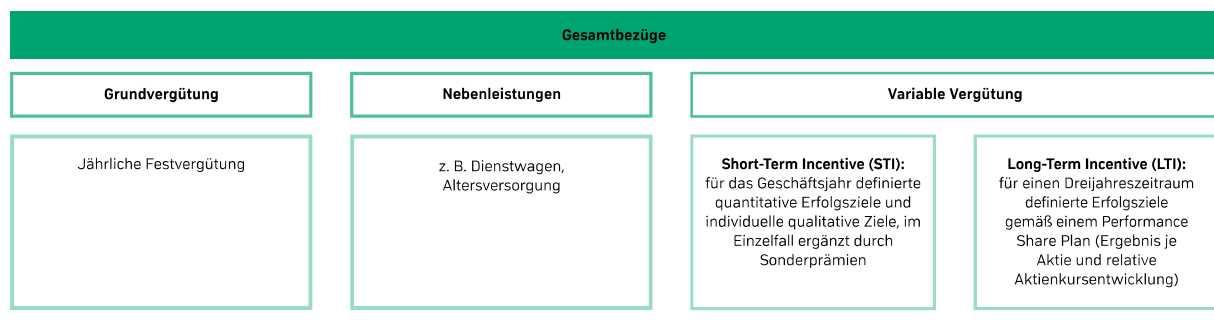 Gesamtbezüge
Grundvergütung
Nebenleistungen
Variable Vergütung
Jährliche Festvergütung
z. B. Dienstwagen,
Altersversorgung
Short-Term Incentive (STI):
für das Geschäftsjahr definierte
quantitative Erfolgsziele und
individuelle qualitative Ziele, im
Einzelfall ergänzt durch
Sonderprämien
Long-Term Incentive (LTI):
für einen Dreijahreszeitraum
definierte Erfolgsziele
gemäß einem Performance
Share Plan (Ergebnis je
Aktie und relative
Aktienkursentwicklung)